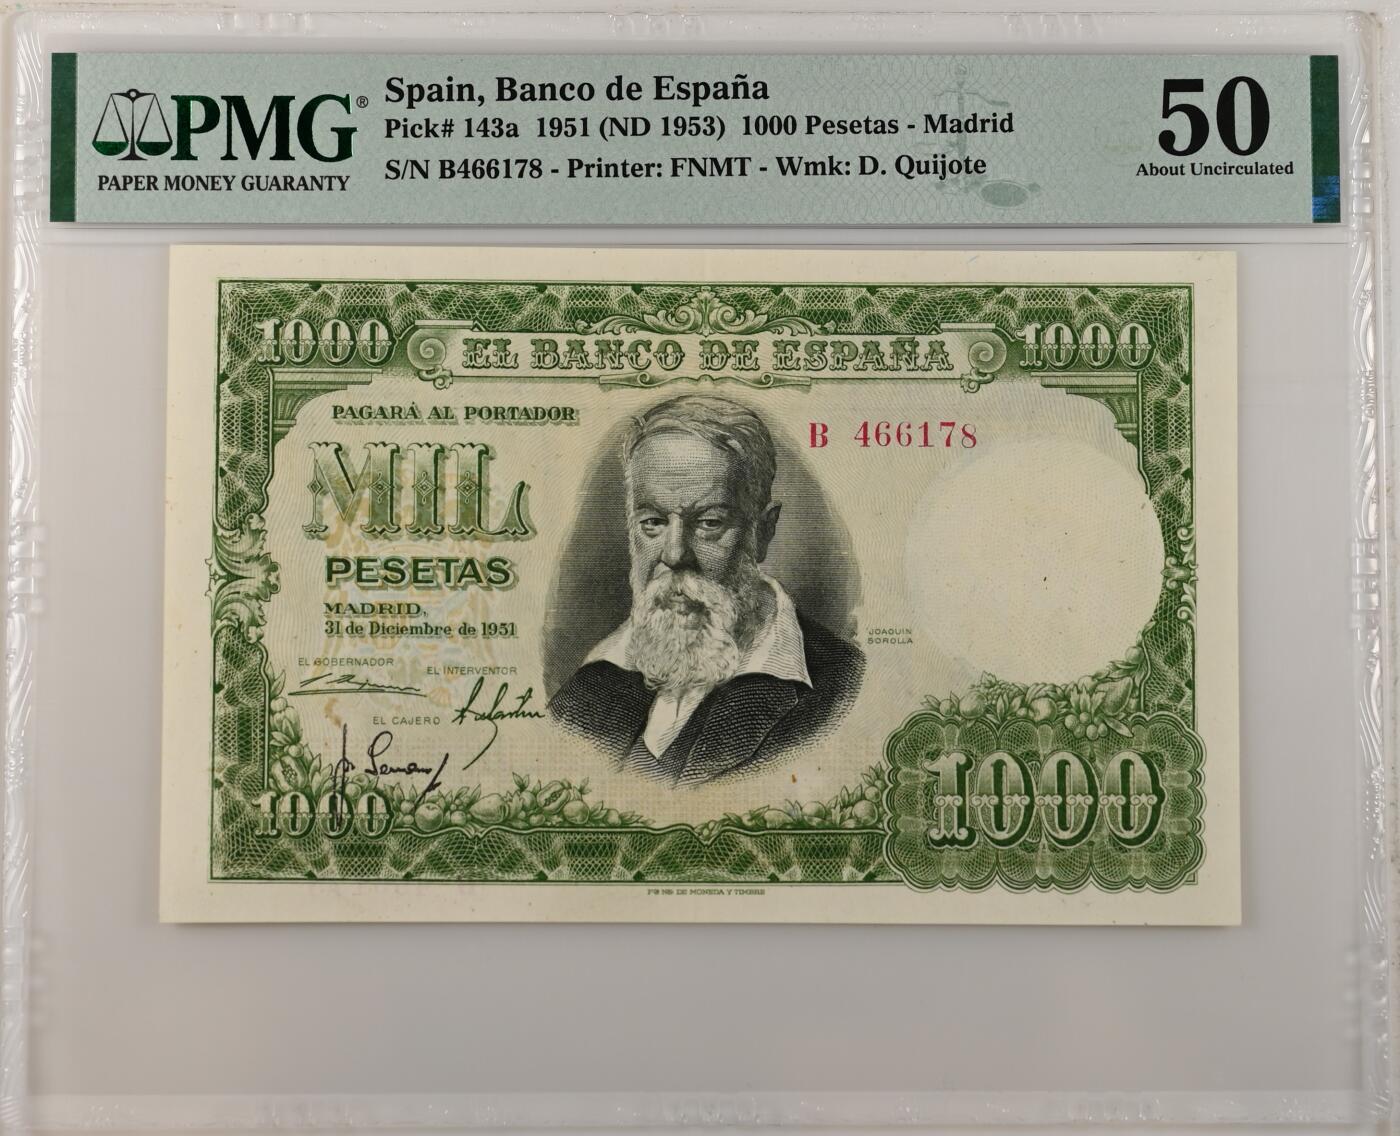 PMG®
PAPER MONEY GUARANTY
Spain, Banco de España
Pick# 143a 1951 (ND 1953) 1000 Pesetas - Madrid
S/N B466178 - Printer: FNMT - Wmk: D. Quijote
50
About Uncirculated
1000
EL BANCO DE ESPAÑA
1000
PAGARÁ AL PORTADOR
B 466178
MIL
PESETAS
MADRID,
31 de Diciembre de 1951
JOAQUIN
SOROLLA
EL GOBERNADOR
EL INTERVENTOR
EL CAJERO
1000
1000